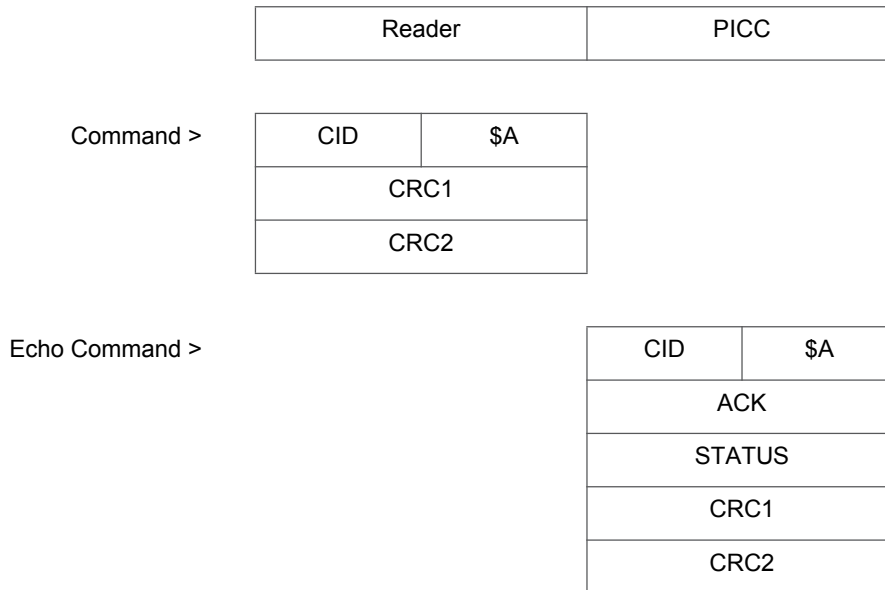 Reader PICC
Command > CID $A
CRC1
CRC2
Echo Command > CID $A
ACK
STATUS
CRC1
CRC2